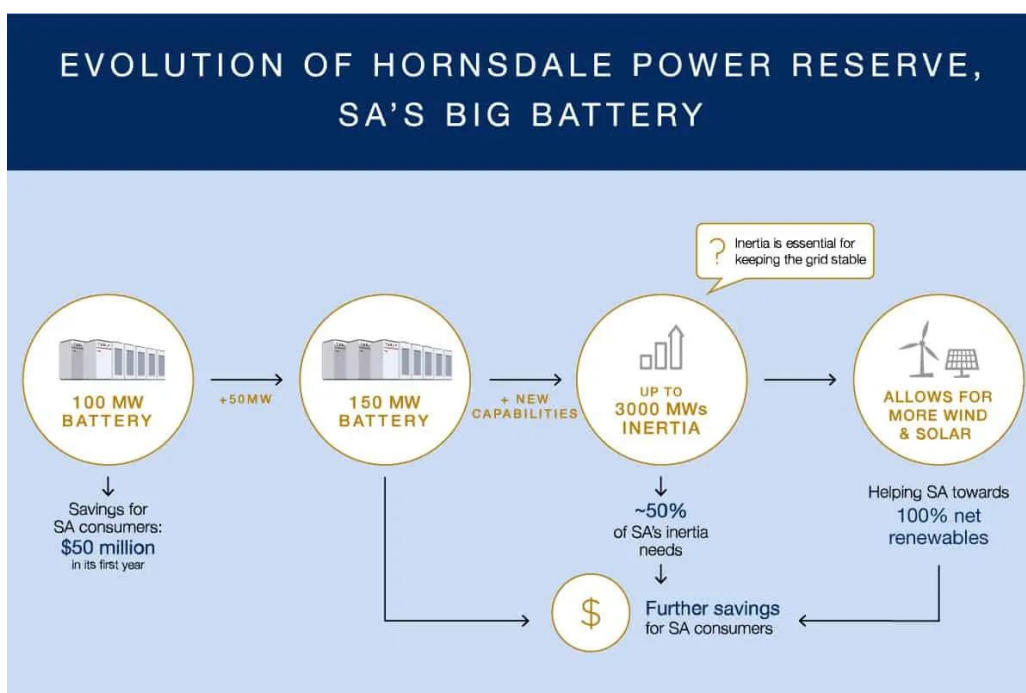 EVOLUTION OF HORNSDALE POWER RESERVE,
SA'S BIG BATTERY
? Inertia is essential for
keeping the grid stable
100 MW
BATTERY
+50MW
150 MW
BATTERY
+ NEW
CAPABILITIES
UP TO
3000 MWs
INERTIA
ALLOWS FOR
MORE WIND
& SOLAR
Savings for
SA consumers:
$50 million
in its first year
~50%
of SA's inertia
needs
Helping SA towards
100% net
renewables
$
Further savings
for SA consumers